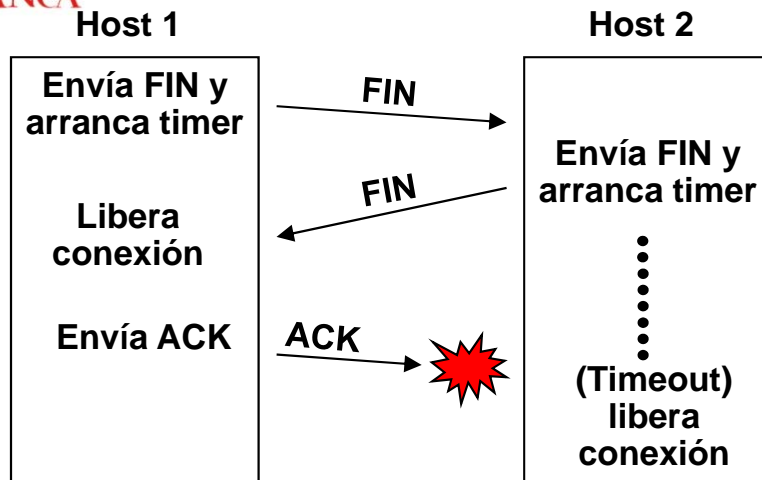 Host 1
Host 2
Envía FIN y
arranca timer
FIN
Envía FIN y
arranca timer
FIN
Libera
conexión
Envía ACK
ACK
(Timeout)
libera
conexión